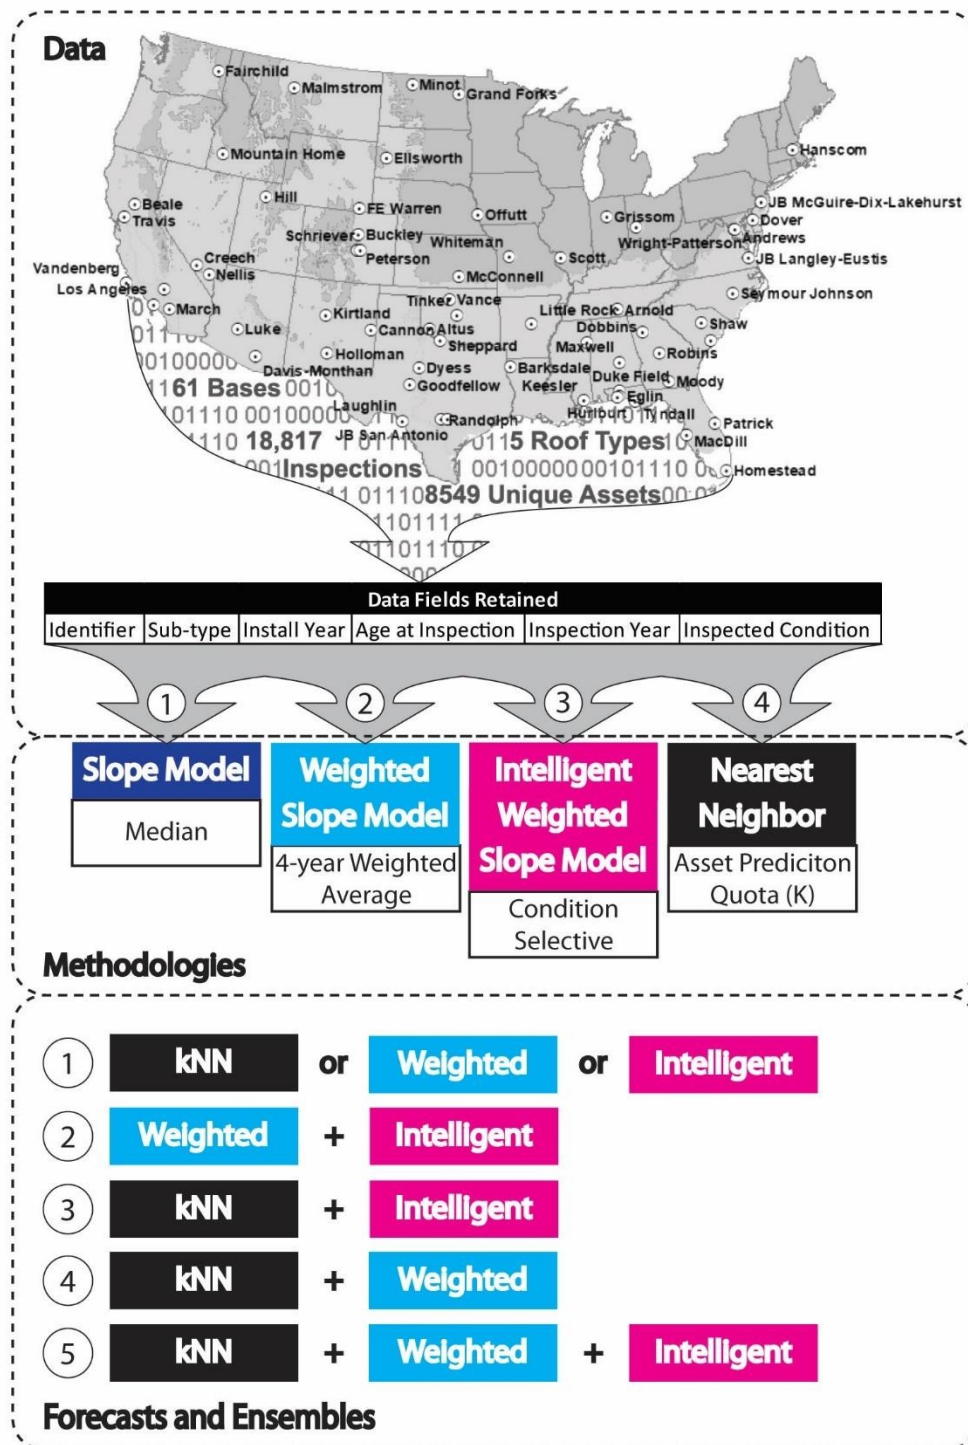 Data
Fairchild
Malmstrom
Minot
Grand Forks
Mountain Home
Ellsworth
Hanscom
Beale
Travis
Hill
FE Warren
Offutt
Grissom
JB McGuire-Dix-Lakehurst
Dover
Schriever
Buckley
Whiteman
Wright-Patterson
Andrews
Vandenberg
Creech
Nellis
Peterson
McConnell
Scott
JB Langley-Eustis
Los Angeles
March
Tinker
Vance
Little Rock
Arnold
Seymour Johnson
Luke
Kirtland
Cannon
Altus
Dobbins
Shaw
Sheppard
Maxwell
Robins
Davis-Monthan
Holloman
Dyess
Barksdale
Duke Field
Moody
Goodfellow
Keesler
Eglin
61 Bases
Laughlin
Randolph
Hurlburt
Tyndall
Patrick
18,817
JB San Antonio
5 Roof Types
MacDill
Inspections
Homestead
8549 Unique Assets
Data Fields Retained
Identifier Sub-type Install Year Age at Inspection Inspection Year Inspected Condition
1 2 3 4
Slope Model
Median
Weighted
Slope Model
4-year Weighted
Average
Intelligent
Weighted
Slope Model
Condition
Selective
Nearest
Neighbor
Asset Prediciton
Quota (K)
Methodologies
1 kNN or Weighted or Intelligent
2 Weighted + Intelligent
3 kNN + Intelligent
4 kNN + Weighted
5 kNN + Weighted + Intelligent
Forecasts and Ensembles